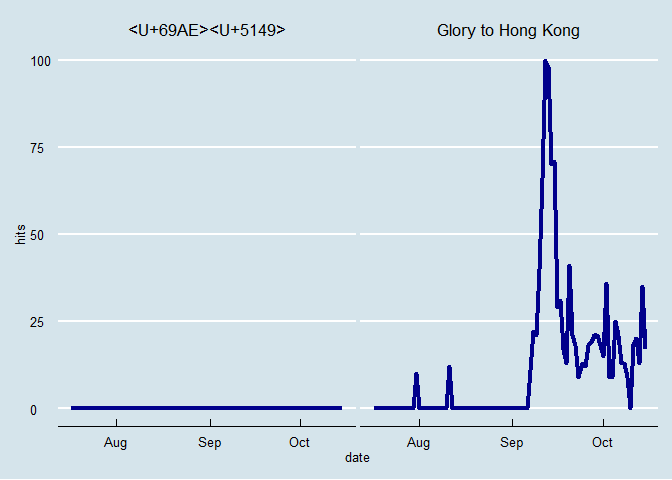 <U+69AE><U+5149>
Glory to Hong Kong
100
75
50
25
0
hits
Aug
Sep
Oct
Aug
Sep
Oct
date